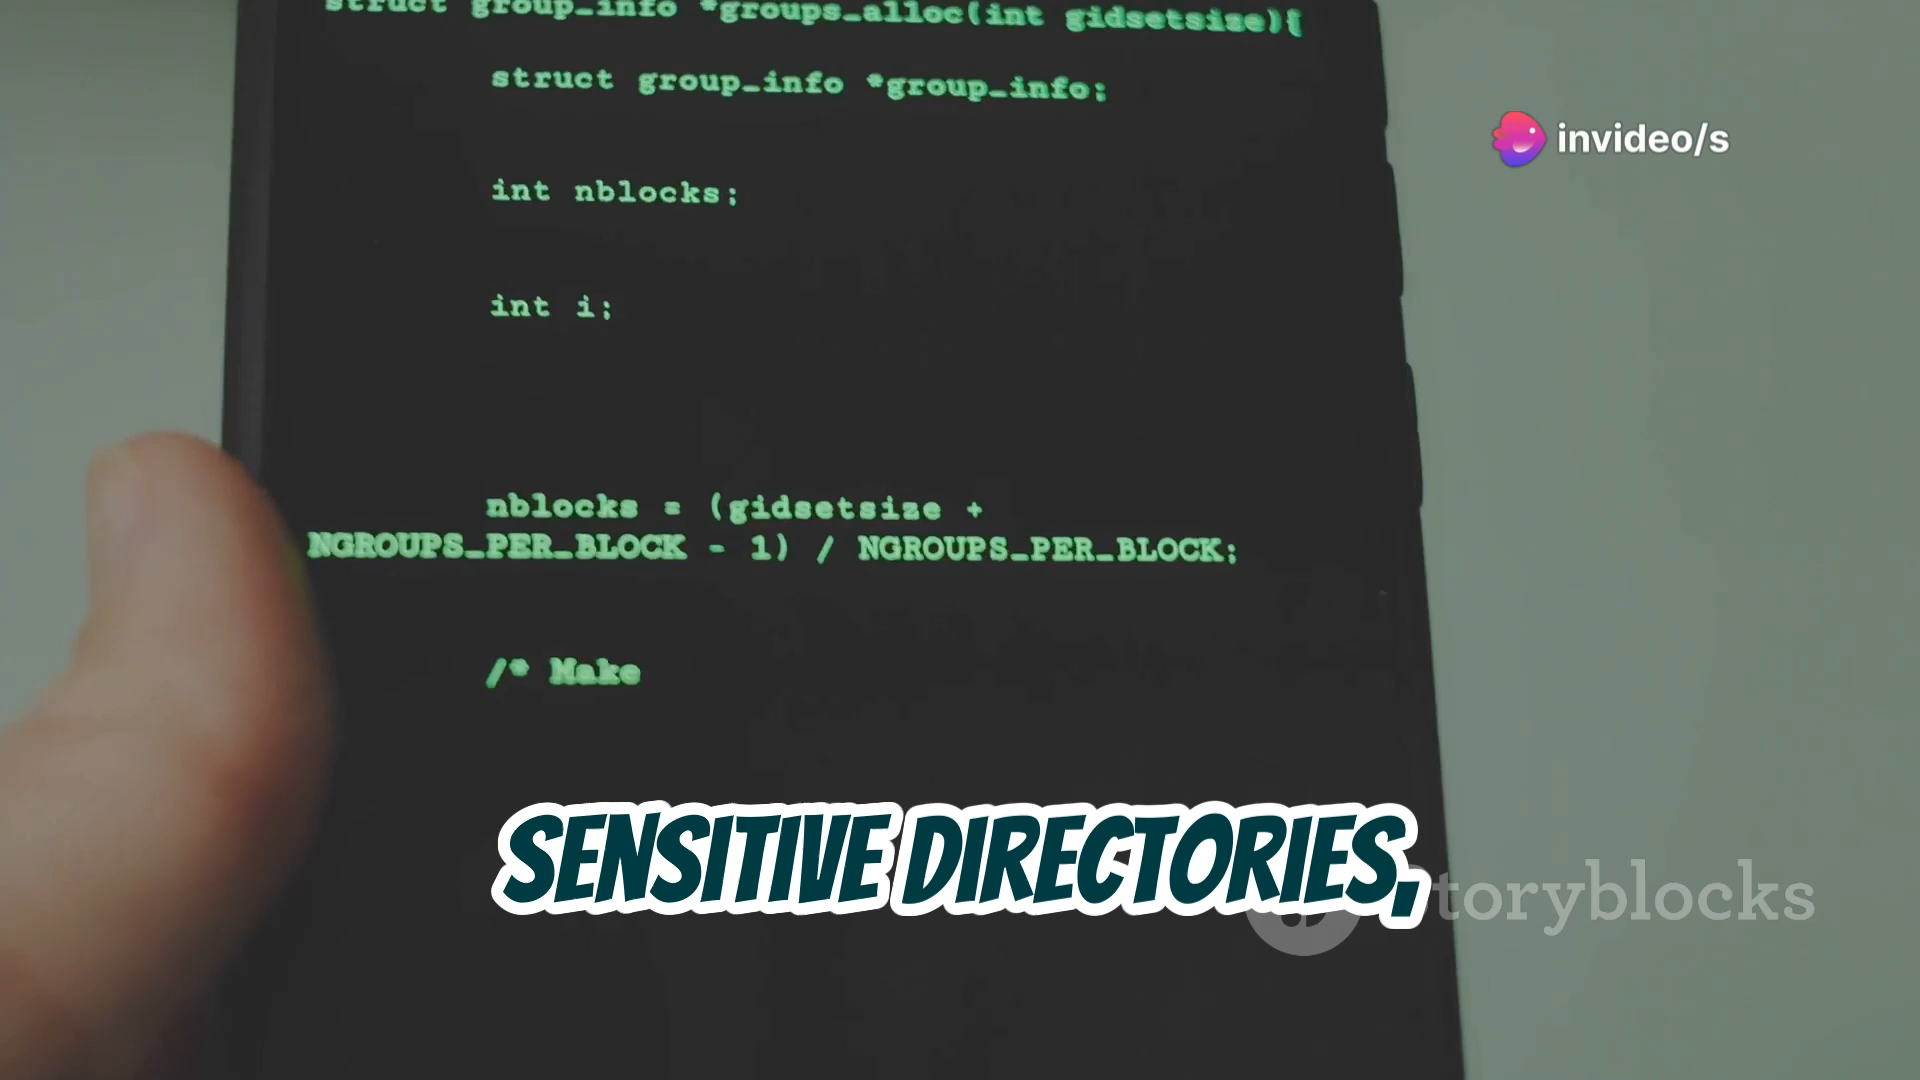 struct group_info *groups_alloc(int gidsetsize){
struct group_info *group_info;
int nblocks;
int i;
nblocks = (gidsetsize +
NGROUPS_PER_BLOCK - 1) / NGROUPS_PER_BLOCK;
/* Make
invideo/s
SENSITIVE DIRECTORIES,
toryblocks